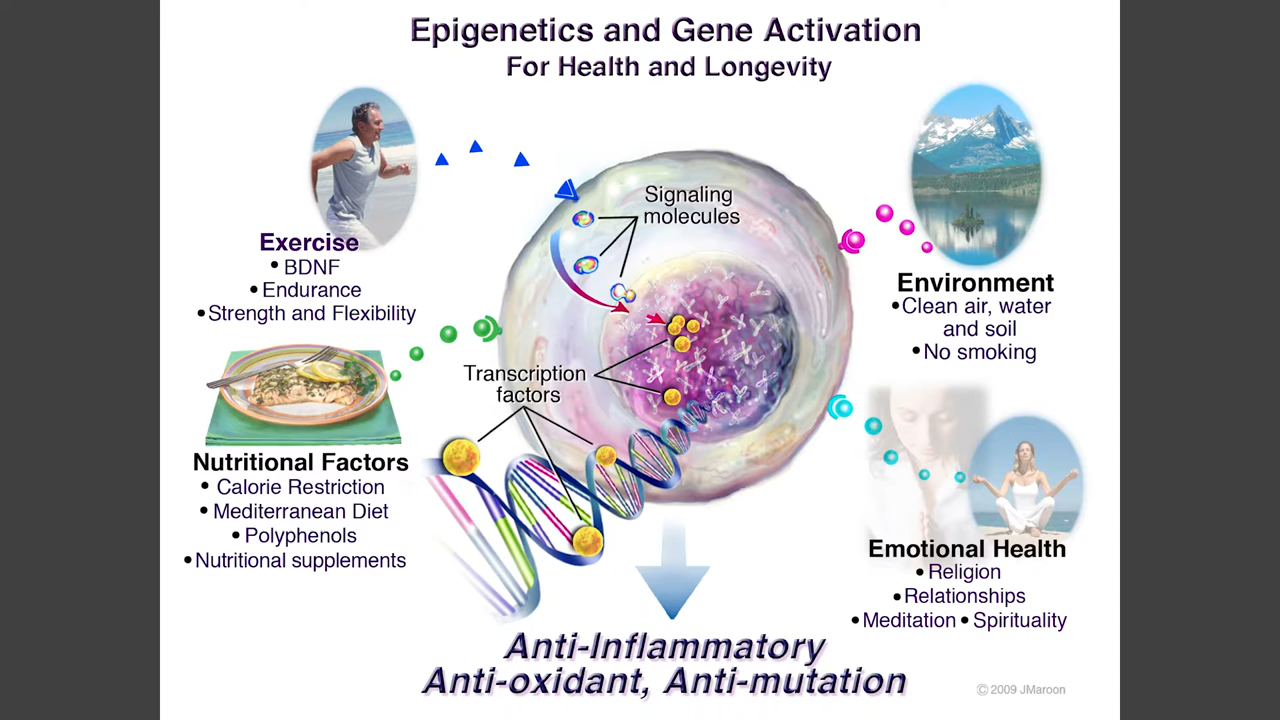 Epigenetics and Gene Activation
For Health and Longevity
Signaling
molecules
Exercise
• BDNF
• Endurance
• Strength and Flexibility
Environment
• Clean air, water
and soil
• No smoking
Transcription
factors
Nutritional Factors
• Calorie Restriction
• Mediterranean Diet
• Polyphenols
• Nutritional supplements
Emotional Health
• Religion
• Relationships
• Meditation • Spirituality
Anti-Inflammatory
Anti-oxidant, Anti-mutation
© 2009 JMaroon